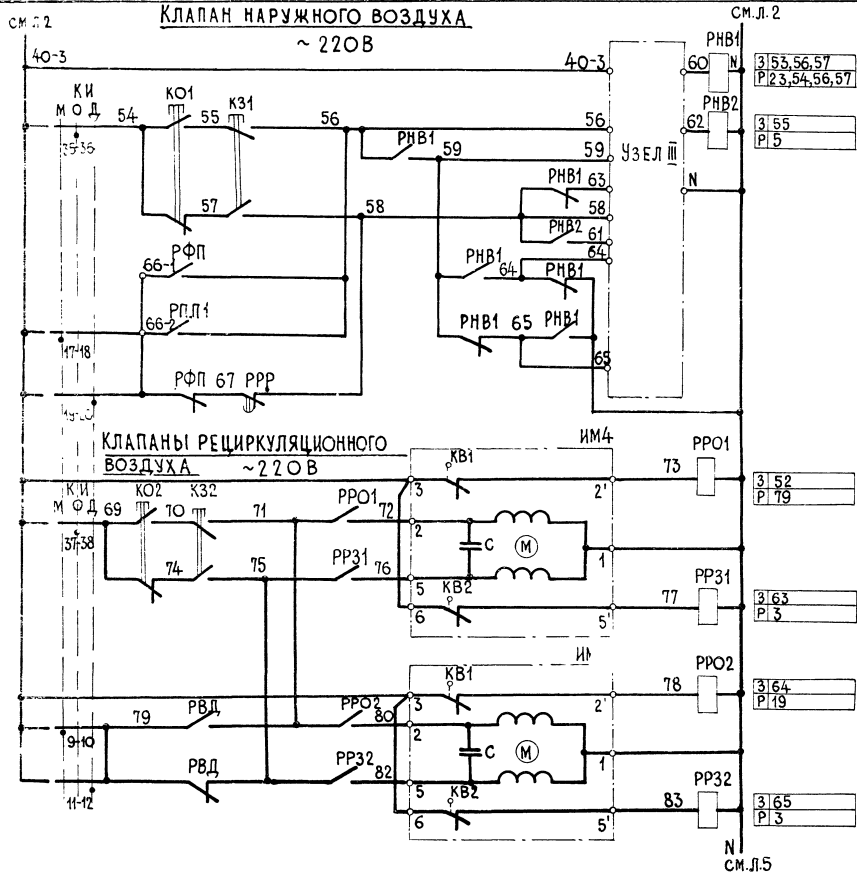 КЛАПАН НАРУЖНОГО ВОЗДУХА
~ 220В
СМ.Л.2
СМ.Л.2
40-3
40-3
60
РНВ1
N
З 53,56,57
Р 23,54,56,57
КИ
М О Д
54
КО1
55
КЗ1
56
56
62
РНВ2
З 55
Р 5
35-36
РНВ1
59
59
УЗЕЛ III
57
58
РНВ1
63
58
N
РНВ2
61
64
66-1
РФП
РНВ1
64
РНВ1
66-2
РПЛ1
17-18
РНВ1
65
РНВ1
65
РФП
67
РРР
КЛАПАНЫ РЕЦИРКУЛЯЦИОННОГО
ВОЗДУХА ~220В
ИМ4
КВ1
3
2'
73
РРО1
З 52
Р 79
КИ
М О Д
69
КО2
70
КЗ2
71
РРО1
72
2
37-38
С
М
1
74
75
РРЗ1
76
5
КВ2
6
5'
77
РРЗ1
З 63
Р 3
ИМ
КВ1
3
2'
78
РРО2
З 64
Р 19
79
РВД
РРО2
80
2
9-10
С
М
1
РВД
РРЗ2
82
5
11-12
КВ2
6
5'
83
РРЗ2
З 65
Р 3
N
СМ.Л.5